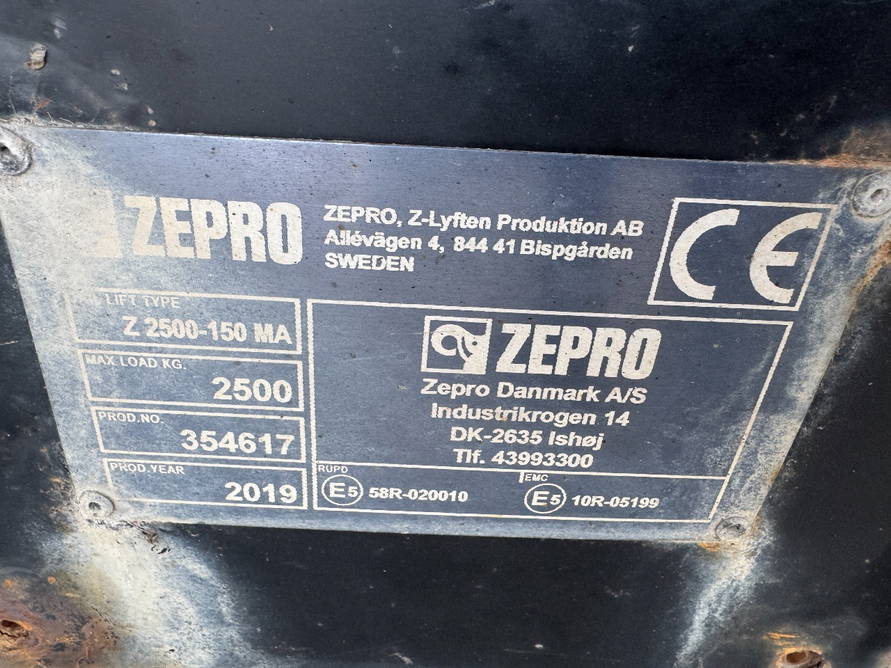 ZEPRO
ZEPRO, Z-Lyften Produktion AB
Allévägen 4, 844 41 Bispgården
SWEDEN
CE
LIFT TYPE
Z 2500-150 MA
MAX LOAD KG.
2500
PROD.NO.
354617
PROD.YEAR
2019
ZEPRO
Zepro Danmark A/S
Industrikrogen 14
DK-2635 Ishøj
Tlf. 43993300
RUPD
E5 58R-020010
EMC
E5 10R-05199